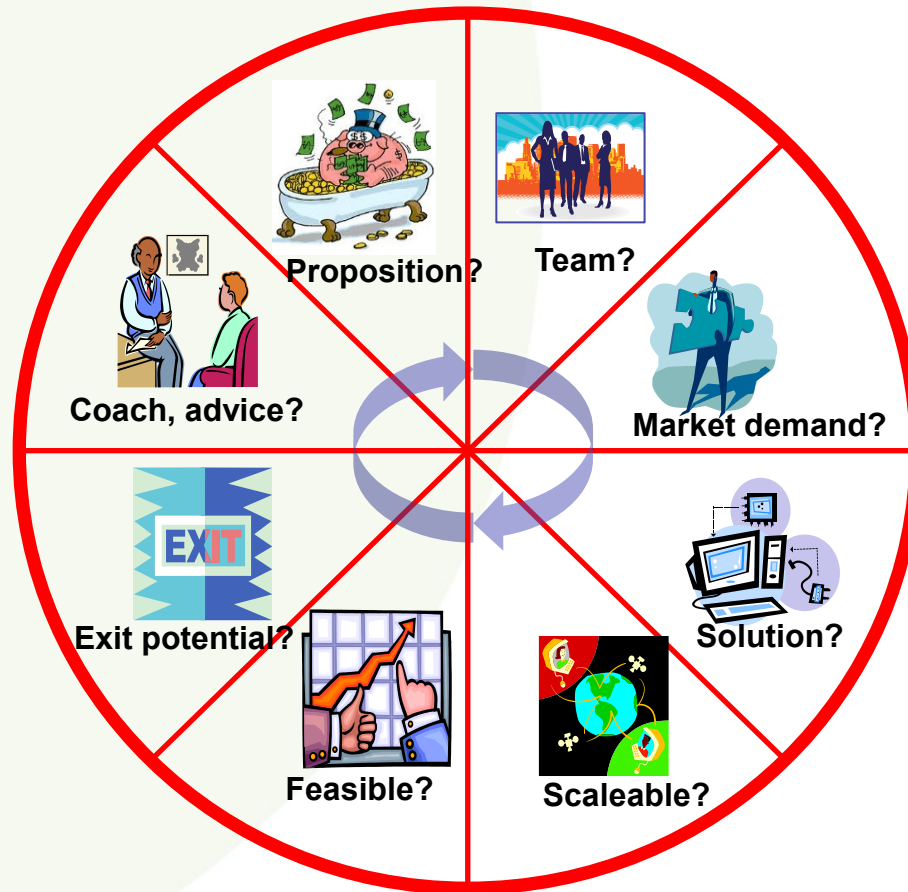 Proposition?
Team?
Coach, advice?
Market demand?
EXIT
Exit potential?
Solution?
Feasible?
Scaleable?